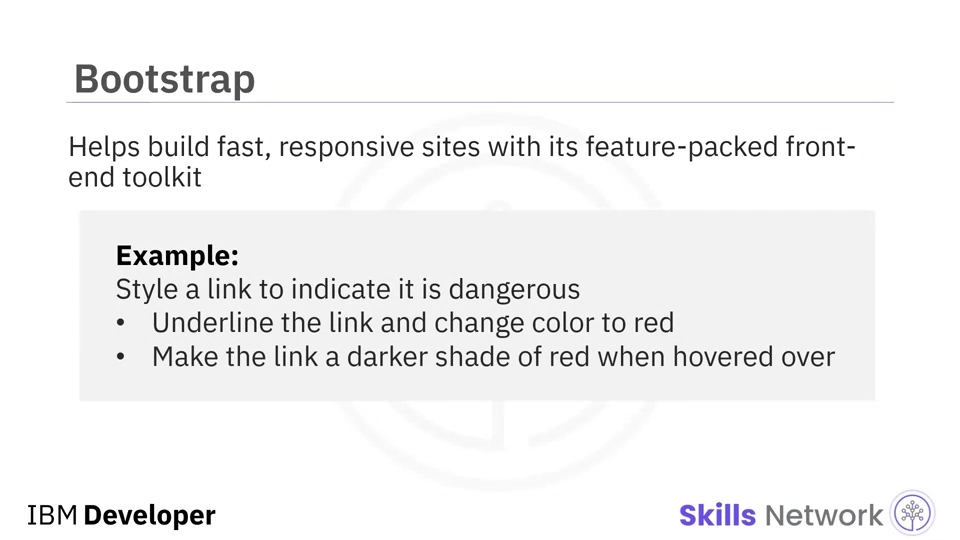 Bootstrap
Helps build fast, responsive sites with its feature-packed front-
end toolkit
Example:
Style a link to indicate it is dangerous
• Underline the link and change color to red
• Make the link a darker shade of red when hovered over
IBM Developer
Skills Network